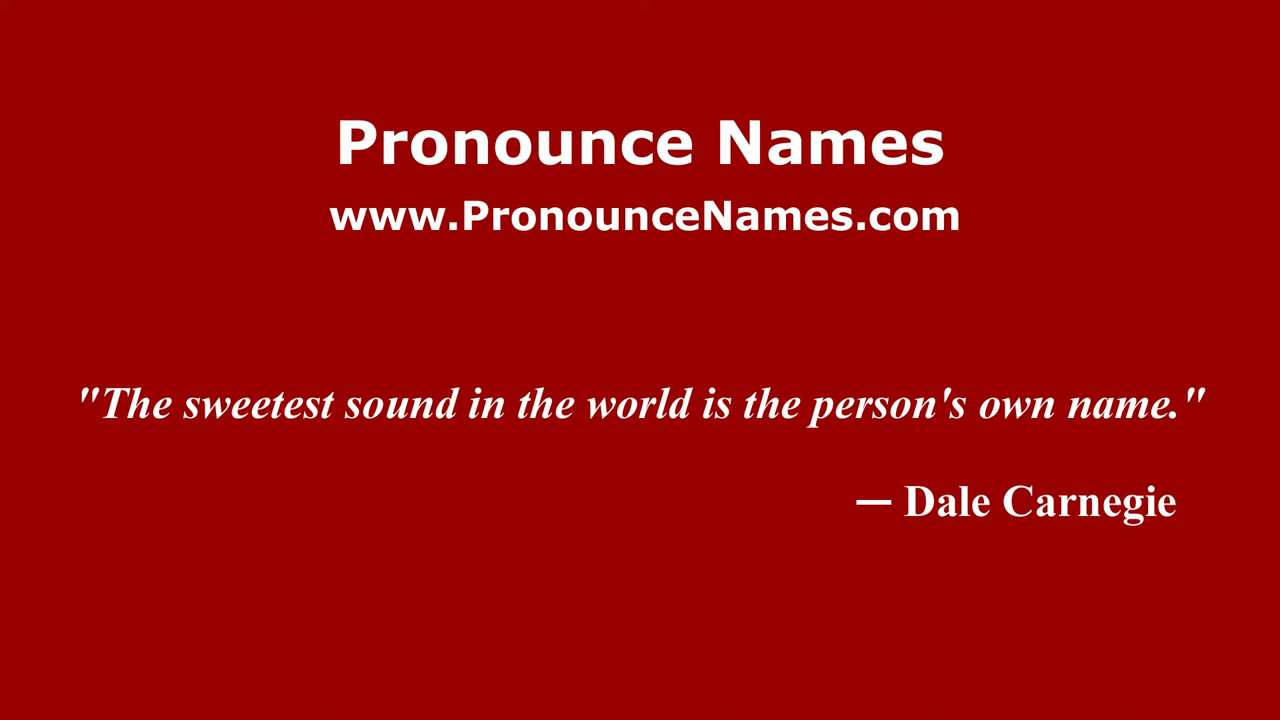 Pronounce Names
www.PronounceNames.com
"The sweetest sound in the world is the person's own name."
— Dale Carnegie